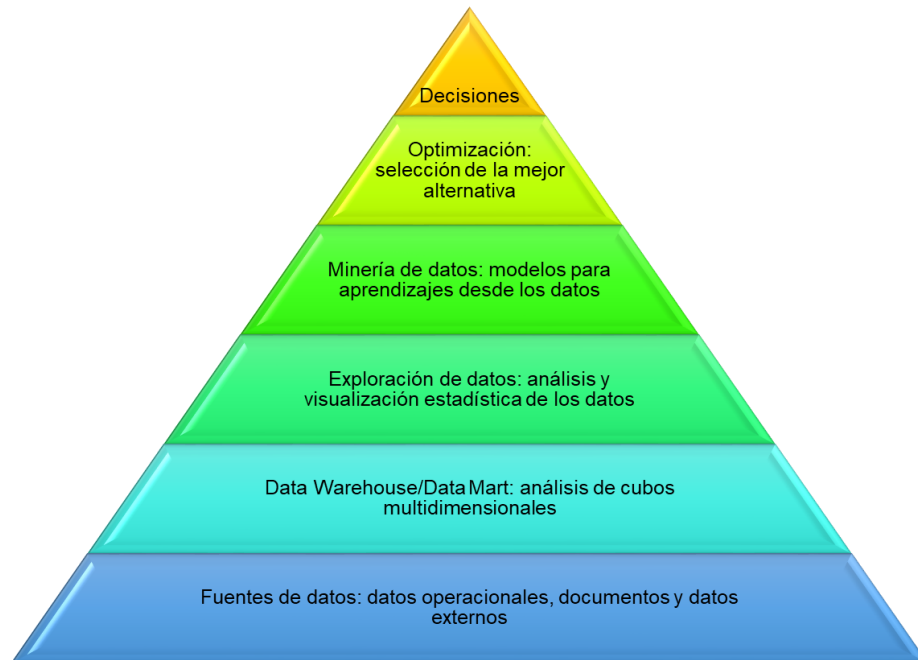 Decisiones
Optimización:
selección de la mejor
alternativa
Minería de datos: modelos para
aprendizajes desde los datos
Exploración de datos: análisis y
visualización estadística de los datos
Data Warehouse/Data Mart: análisis de cubos
multidimensionales
Fuentes de datos: datos operacionales, documentos y datos
externos